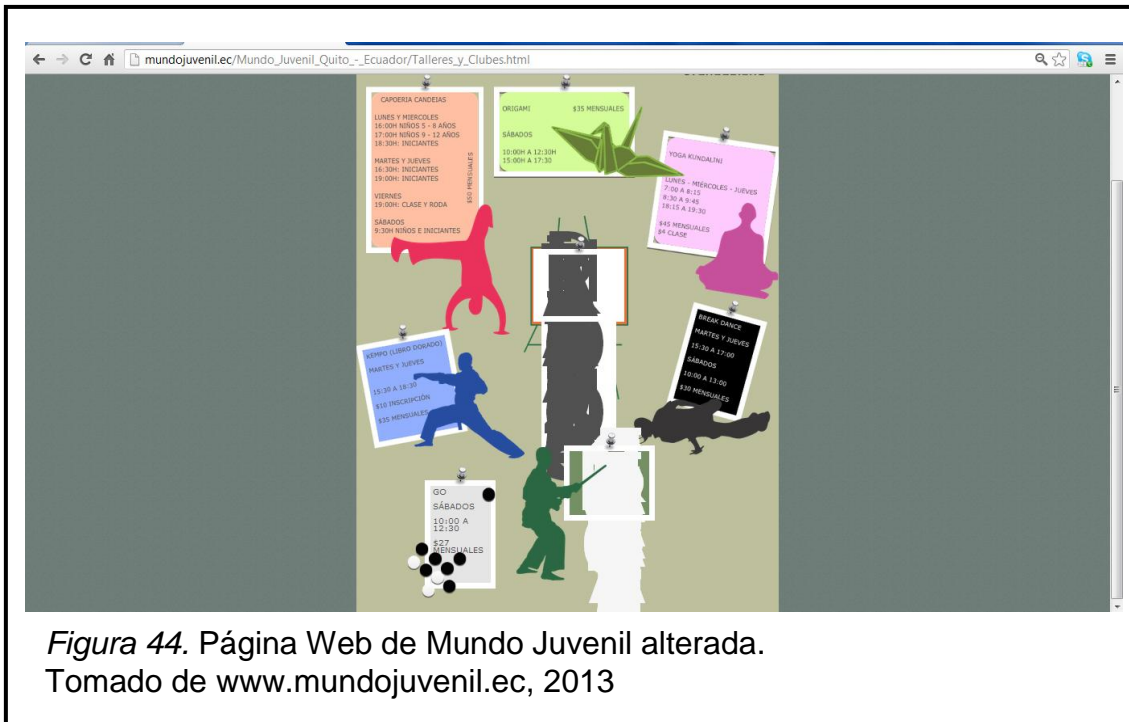 mundojuvenil.ec/Mundo_Juvenil_Quito_-_Ecuador/Talleres_y_Clubes.html
CAPOERIA CANDEIAS
LUNES Y MIERCOLES
16:00H NIÑOS 5 - 8 AÑOS
17:00H NIÑOS 9 - 12 AÑOS
18:30H: INICIANTES
MARTES Y JUEVES
16:30H: INICIANTES
19:00H: INICIANTES
VIERNES
19:00H: CLASE Y RODA
SÁBADOS
9:30H NIÑOS E INICIANTES
$50 MENSUALES
ORIGAMI $35 MENSUALES
SÁBADOS
10:00H A 12:30H
15:00H A 17:30
YOGA KUNDALINI
LUNES - MIÉRCOLES - JUEVES
7:00 A 8:15
8:30 A 9:45
18:15 A 19:30
$45 MENSUALES
$4 CLASE
KEMPO (LIBRO DORADO)
MARTES Y JUEVES
15:30 A 16:30
$10 INSCRIPCIÓN
$35 MENSUALES
BREAK DANCE
MARTES Y JUEVES
15:30 A 17:00
SÁBADOS
10:00 A 13:00
$30 MENSUALES
GO
SÁBADOS
10:00 A
12:30
$27
MENSUALES
Figura 44. Página Web de Mundo Juvenil alterada.
Tomado de www.mundojuvenil.ec, 2013